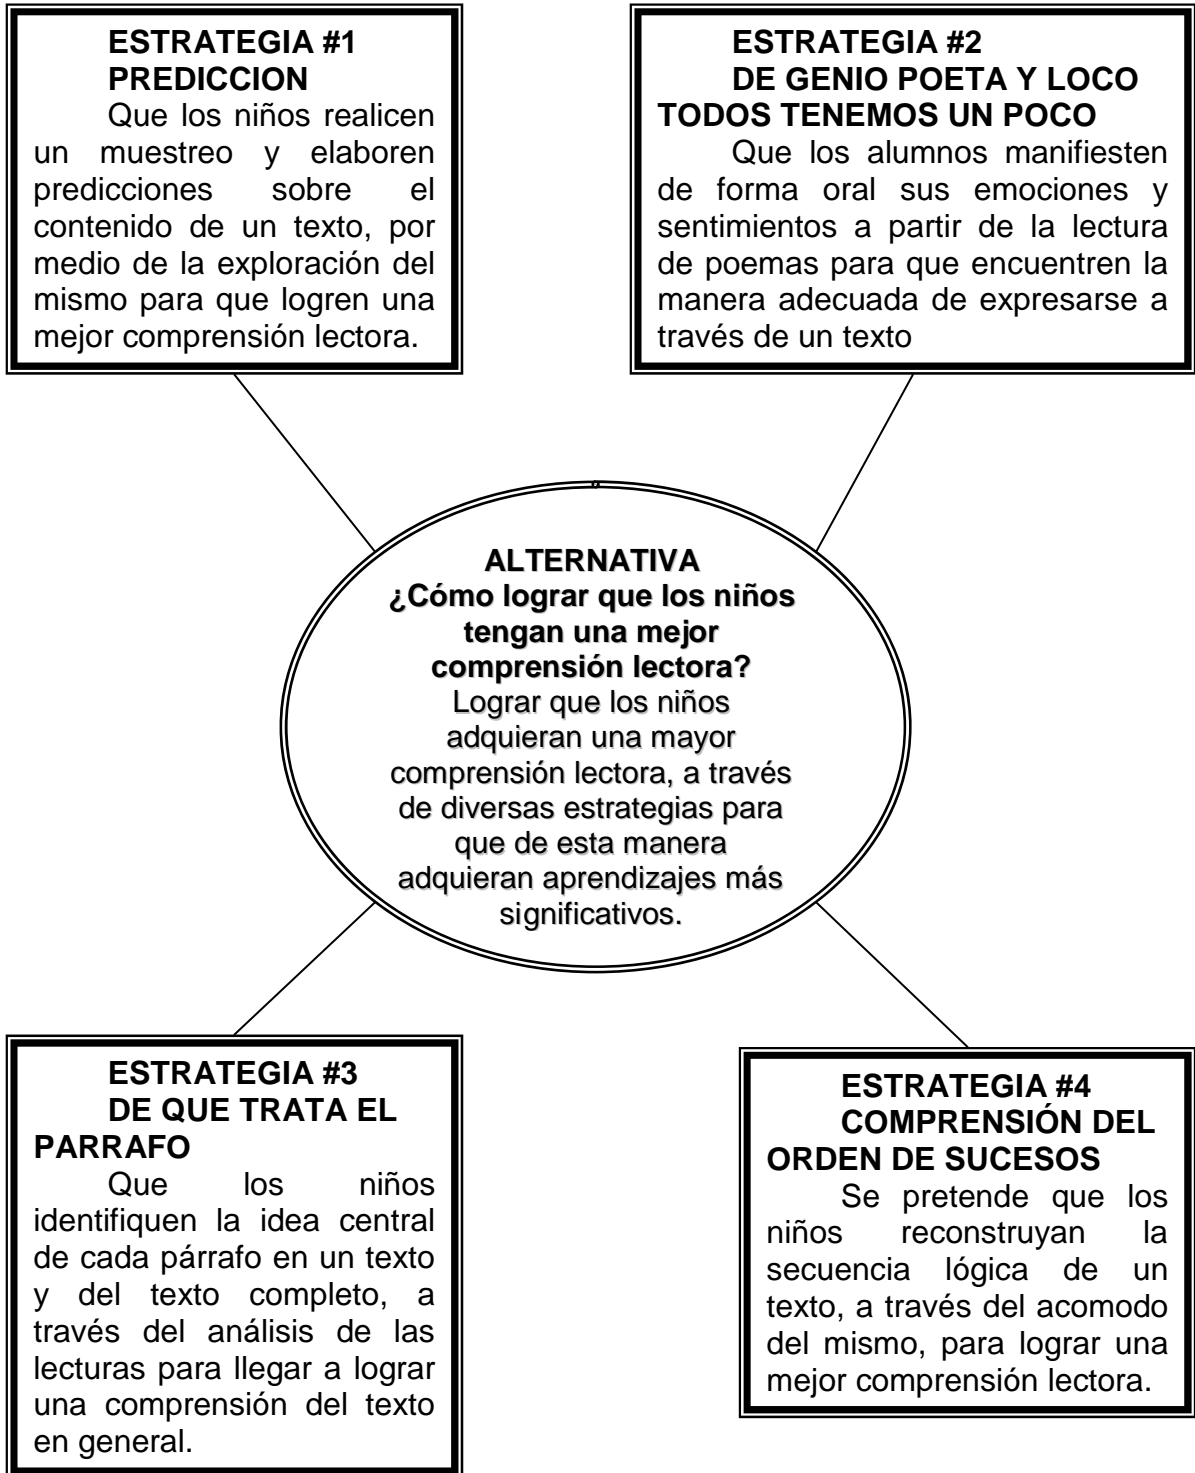 ESTRATEGIA #1
PREDICCION
Que los niños realicen
un muestreo y elaboren
predicciones sobre el
contenido de un texto, por
medio de la exploración del
mismo para que logren una
mejor comprensión lectora.
ESTRATEGIA #2
DE GENIO POETA Y LOCO
TODOS TENEMOS UN POCO
Que los alumnos manifiesten
de forma oral sus emociones y
sentimientos a partir de la lectura
de poemas para que encuentren la
manera adecuada de expresarse a
través de un texto
ALTERNATIVA
¿Cómo lograr que los niños
tengan una mejor
comprensión lectora?
Lograr que los niños
adquieran una mayor
comprensión lectora, a través
de diversas estrategias para
que de esta manera
adquieran aprendizajes más
significativos.
ESTRATEGIA #3
DE QUE TRATA EL
PARRAFO
Que los niños
identifiquen la idea central
de cada párrafo en un texto
y del texto completo, a
través del análisis de las
lecturas para llegar a lograr
una comprensión del texto
en general.
ESTRATEGIA #4
COMPRENSIÓN DEL
ORDEN DE SUCESOS
Se pretende que los
niños reconstruyan la
secuencia lógica de un
texto, a través del acomodo
del mismo, para lograr una
mejor comprensión lectora.